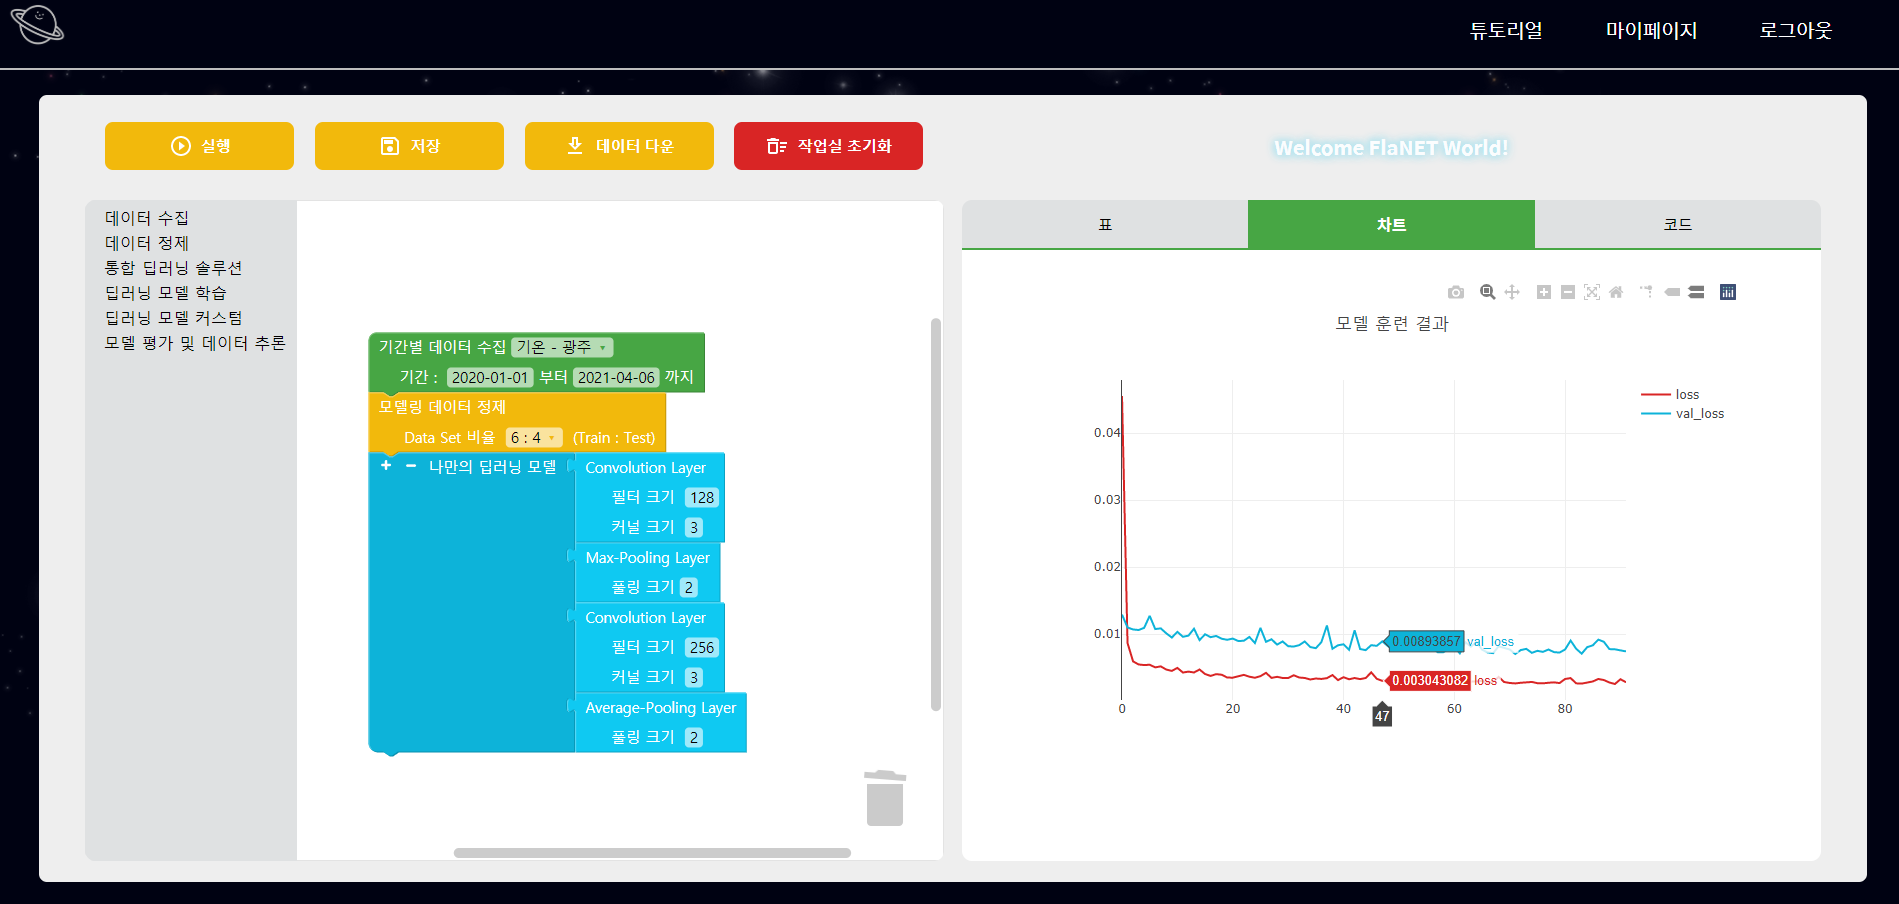 튜토리얼 마이페이지 로그아웃
실행 저장 데이터 다운 작업실 초기화
Welcome FlaNET World!
데이터 수집
데이터 정제
통합 딥러닝 솔루션
딥러닝 모델 학습
딥러닝 모델 커스텀
모델 평가 및 데이터 추론
기간별 데이터 수집 기온 - 광주
기간 : 2020-01-01 부터 2021-04-06 까지
모델링 데이터 정제
Data Set 비율 6 : 4 (Train : Test)
+ - 나만의 딥러닝 모델
Convolution Layer
필터 크기 128
커널 크기 3
Max-Pooling Layer
풀링 크기 2
Convolution Layer
필터 크기 256
커널 크기 3
Average-Pooling Layer
풀링 크기 2
표 차트 코드
모델 훈련 결과
loss
val_loss
0.04
0.03
0.02
0.01
0.00893857 val_loss
0.003043082 loss
0 20 40 60 80
47